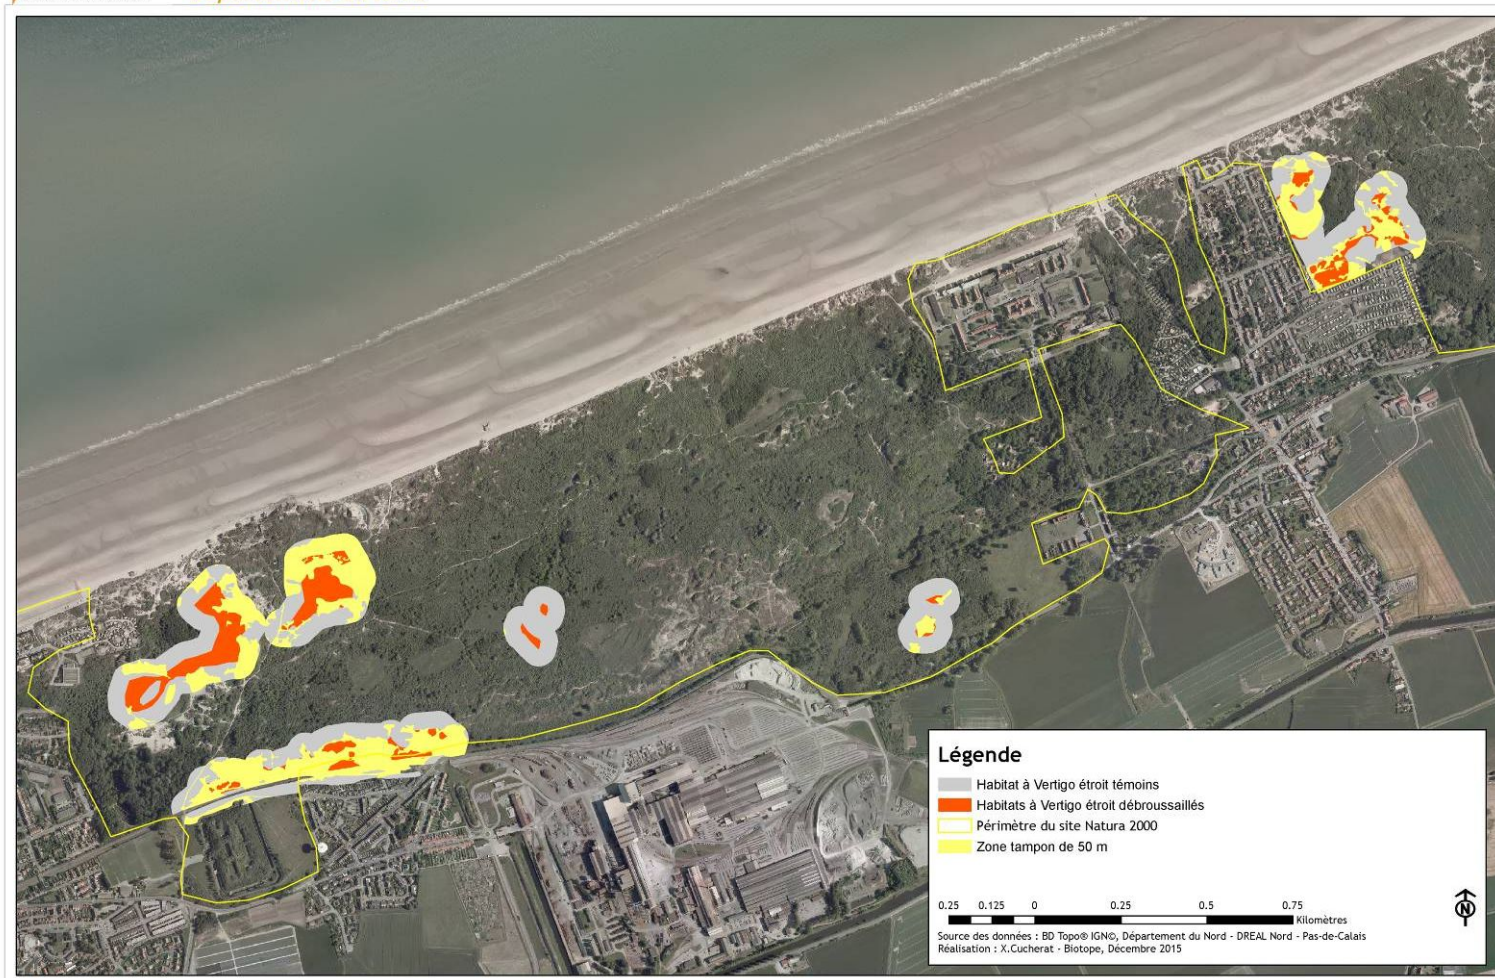 Légende
Habitat à Vertigo étroit témoins
Habitats à Vertigo étroit débroussaillés
Périmètre du site Natura 2000
Zone tampon de 50 m
0.25 0.125 0 0.25 0.5 0.75
Kilomètres
N
Source des données : BD Topo® IGN©, Département du Nord - DREAL Nord - Pas-de-Calais
Réalisation : X.Cucherat - Biotope, Décembre 2015